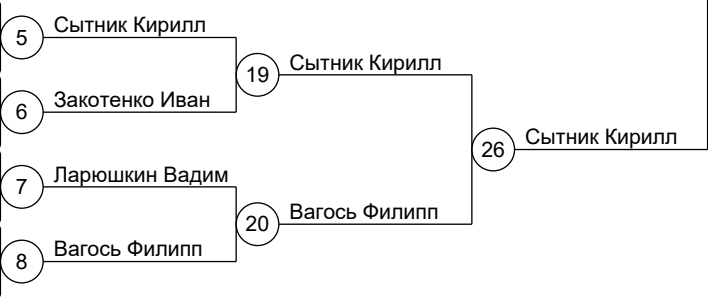 5 Сытник Кирилл
19 Сытник Кирилл
6 Закотенко Иван
26 Сытник Кирилл
7 Ларюшкин Вадим
20 Вагось Филипп
8 Вагось Филипп